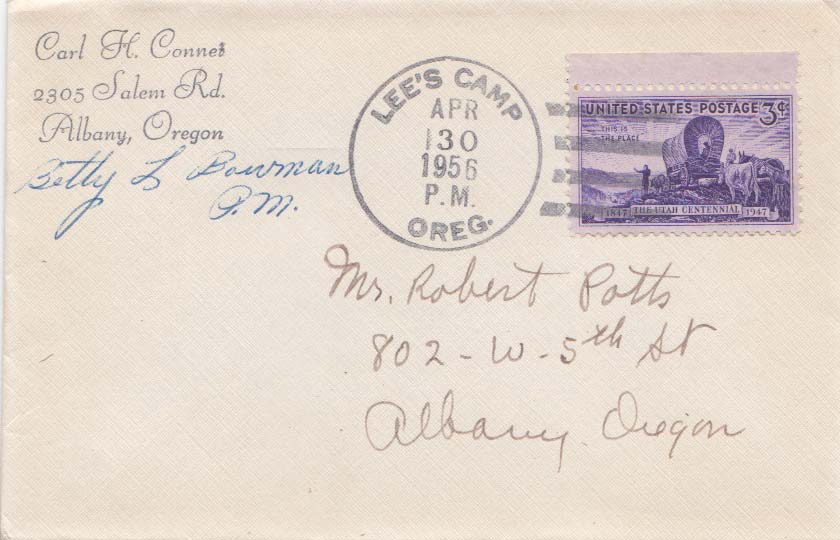 Carl H. Conner
2305 Salem Rd.
Albany, Oregon
Betty L Bowman
P.M.
LEE'S CAMP
APR
30
1956
P.M.
OREG.
UNITED STATES POSTAGE 3¢
THIS IS
THE PLACE
1847 THE UTAH CENTENNIAL 1947
Mr. Robert Potts
802-W-5th St
Albany, Oregon